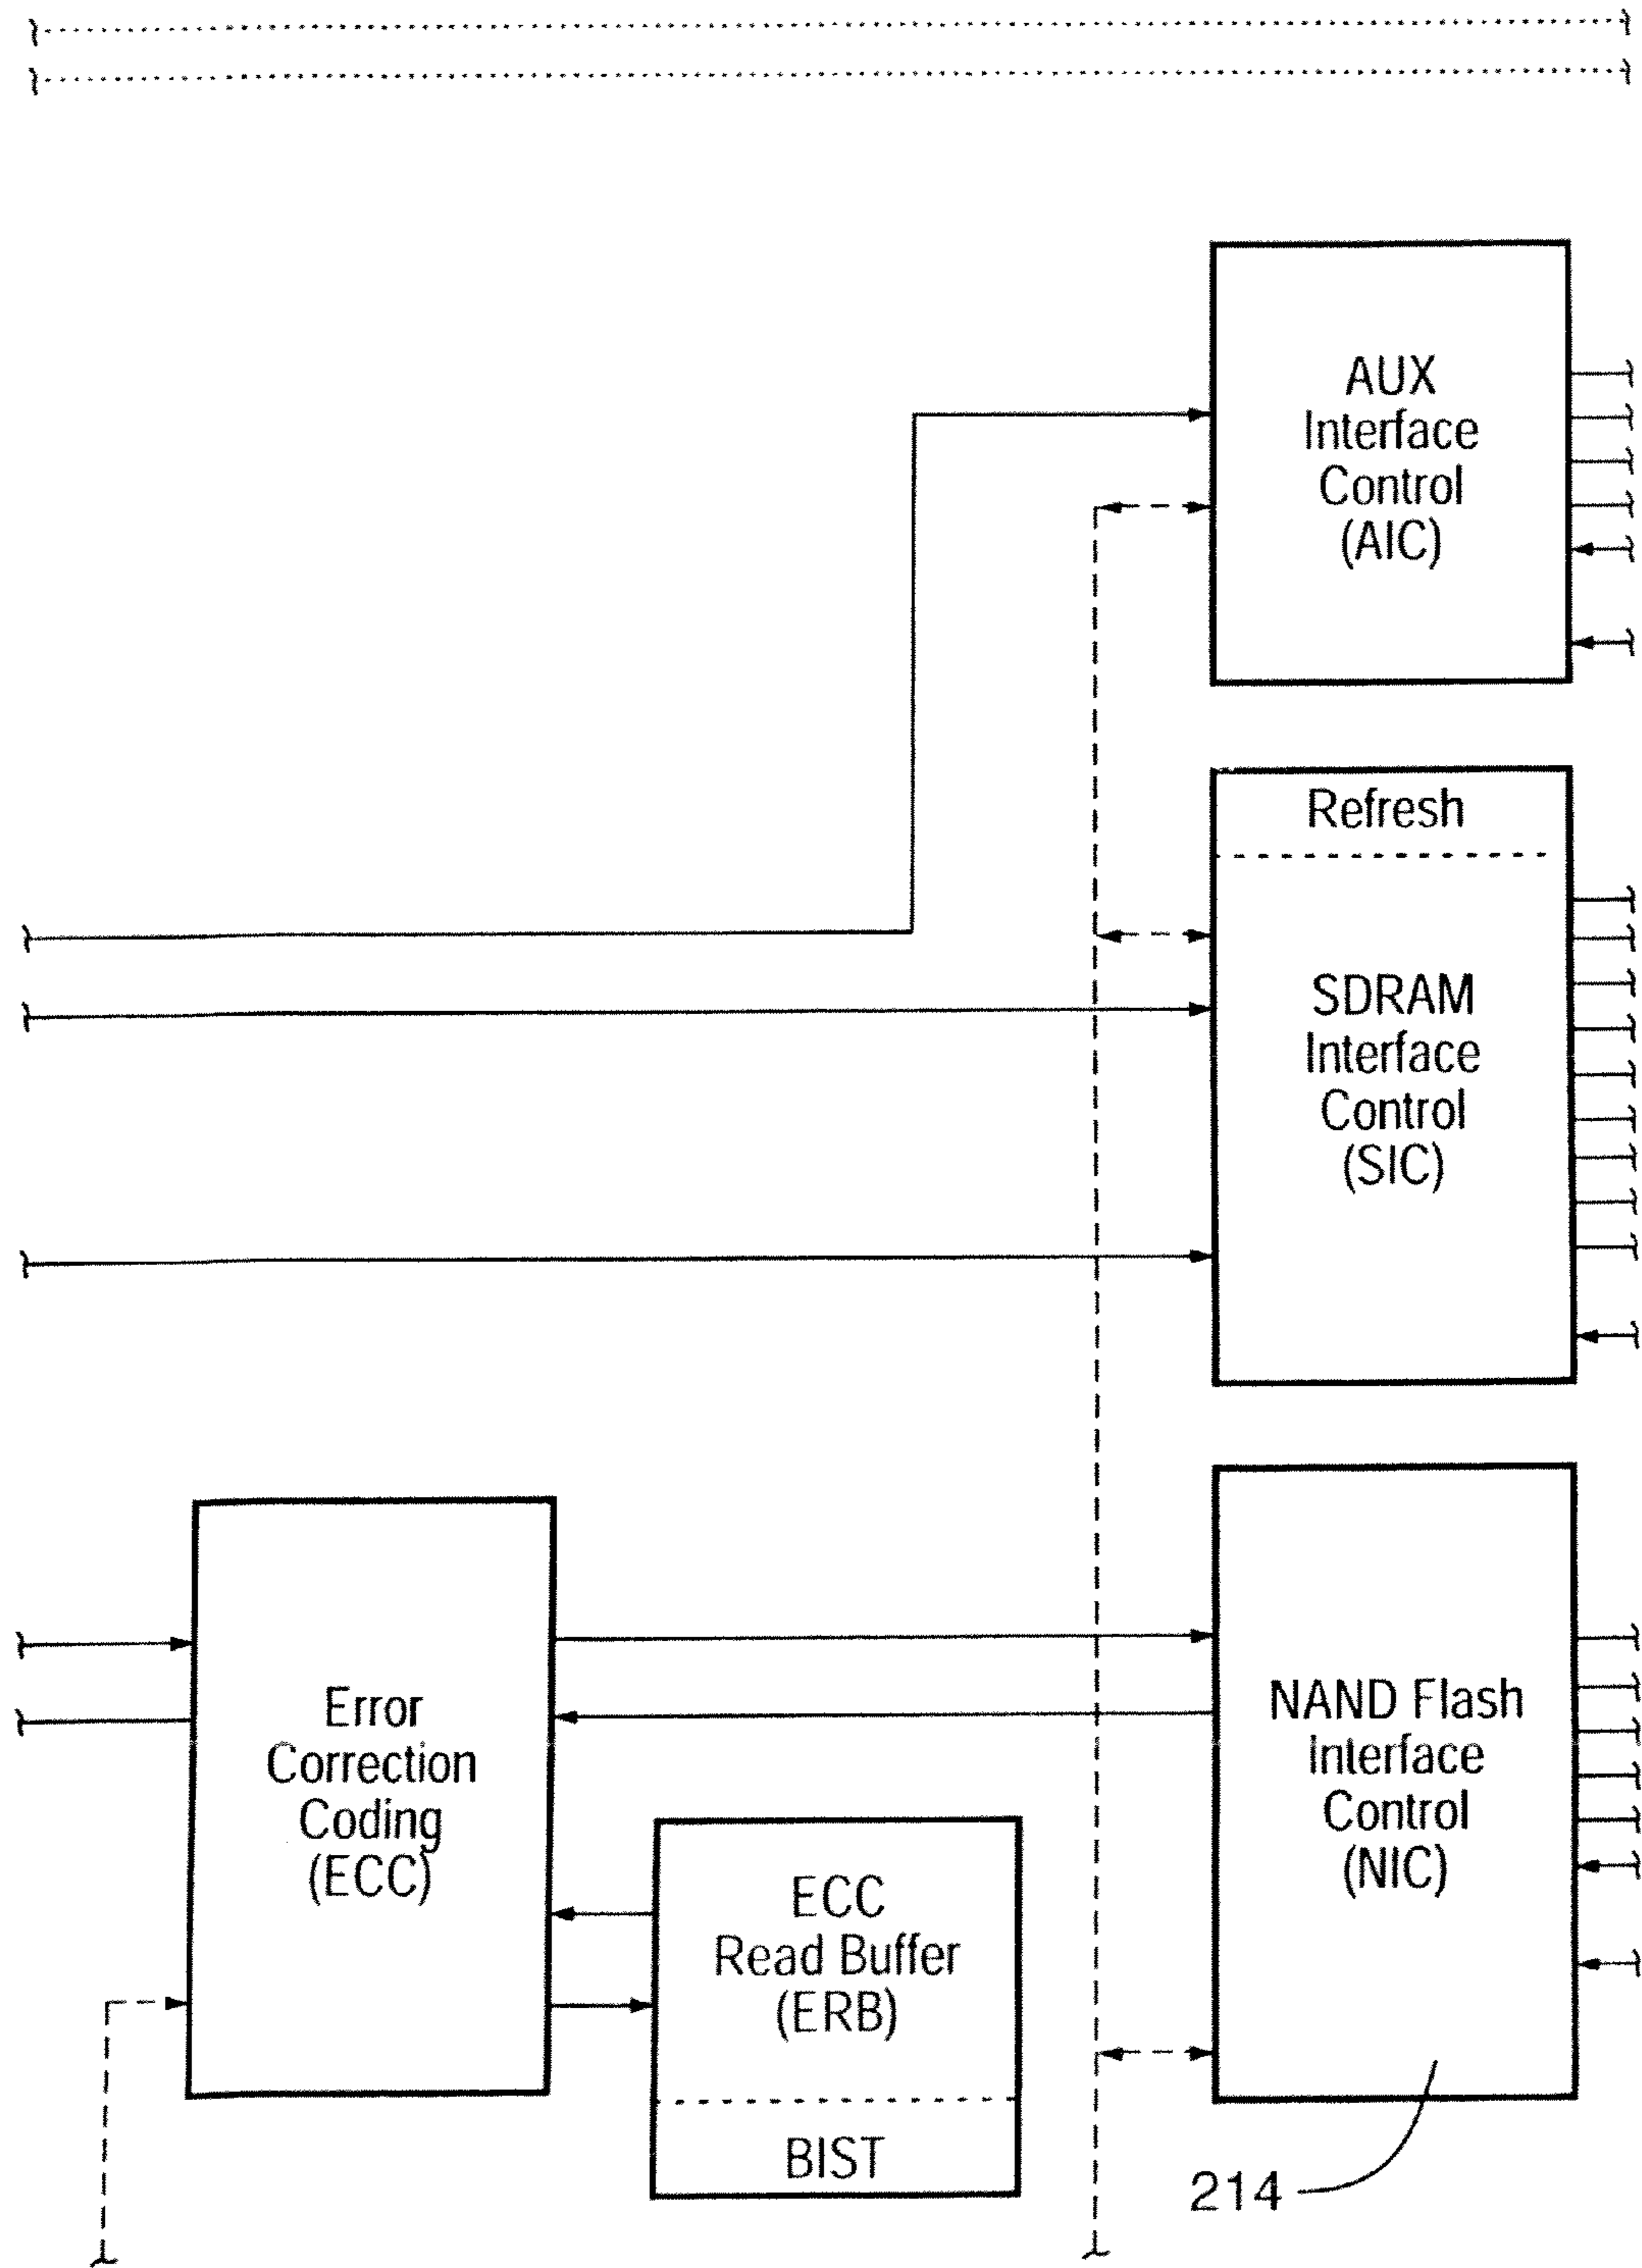 AUX
Interface
Control
(AIC)
Refresh
SDRAM
Interface
Control
(SIC)
Error
Correction
Coding
(ECC)
ECC
Read Buffer
(ERB)
BIST
NAND Flash
Interface
Control
(NIC)
214